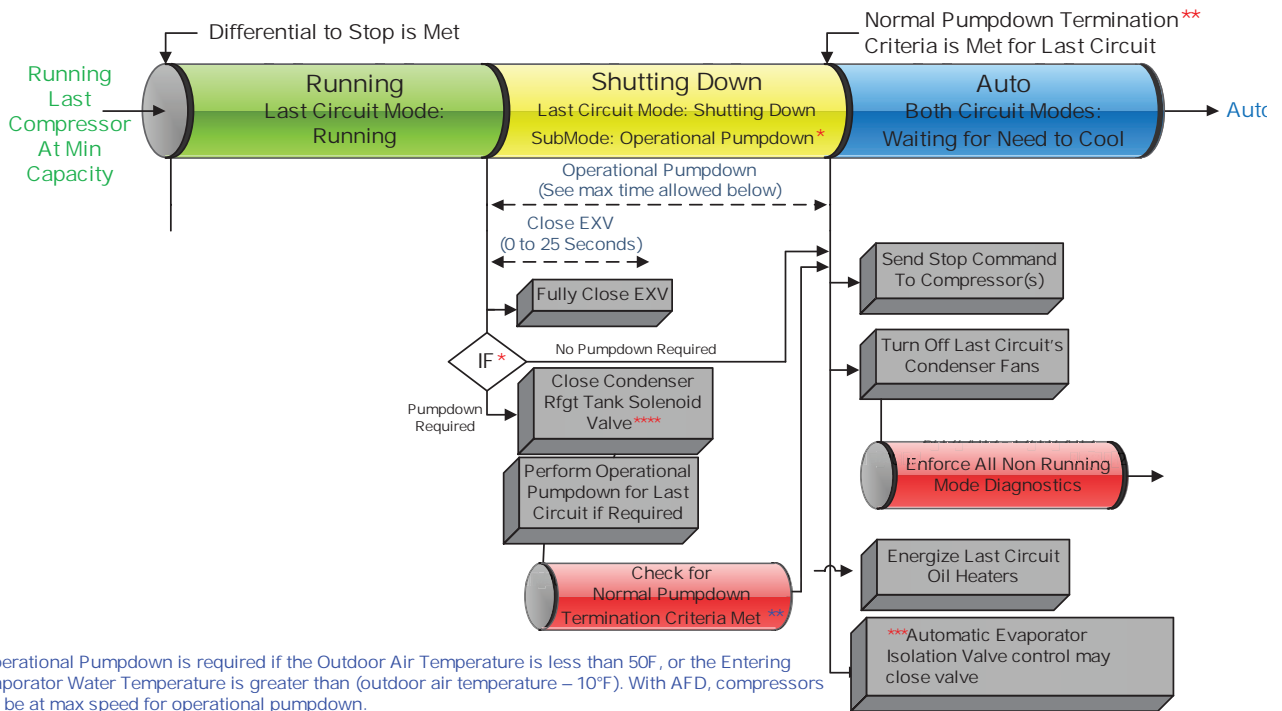 Differential to Stop is Met
Normal Pumpdown Termination**
Criteria is Met for Last Circuit
Running
Last
Compressor
At Min
Capacity
Running
Last Circuit Mode:
Running
Shutting Down
Last Circuit Mode: Shutting Down
SubMode: Operational Pumpdown*
Auto
Both Circuit Modes:
Waiting for Need to Cool
Auto
Operational Pumpdown
(See max time allowed below)
Close EXV
(0 to 25 Seconds)
Fully Close EXV
IF*
No Pumpdown Required
Pumpdown
Required
Close Condenser
Rfgt Tank Solenoid
Valve****
Perform Operational
Pumpdown for Last
Circuit if Required
Check for
Normal Pumpdown
Termination Criteria Met **
Send Stop Command
To Compressor(s)
Turn Off Last Circuit's
Condenser Fans
Enforce All Non Running
Mode Diagnostics
Energize Last Circuit
Oil Heaters
***Automatic Evaporator
Isolation Valve control may
close valve
perational Pumpdown is required if the Outdoor Air Temperature is less than 50F, or the Entering
aporator Water Temperature is greater than (outdoor air temperature – 10°F). With AFD, compressors
be at max speed for operational pumpdown.